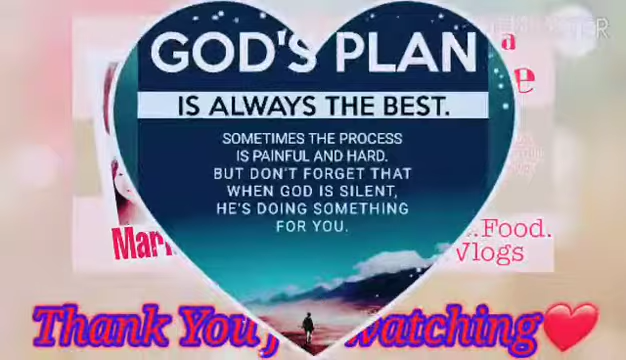 GOD'S PLAN
IS ALWAYS THE BEST.
SOMETIMES THE PROCESS
IS PAINFUL AND HARD.
BUT DON'T FORGET THAT
WHEN GOD IS SILENT,
HE'S DOING SOMETHING
FOR YOU.
Food.
Vlogs
Thank You watching